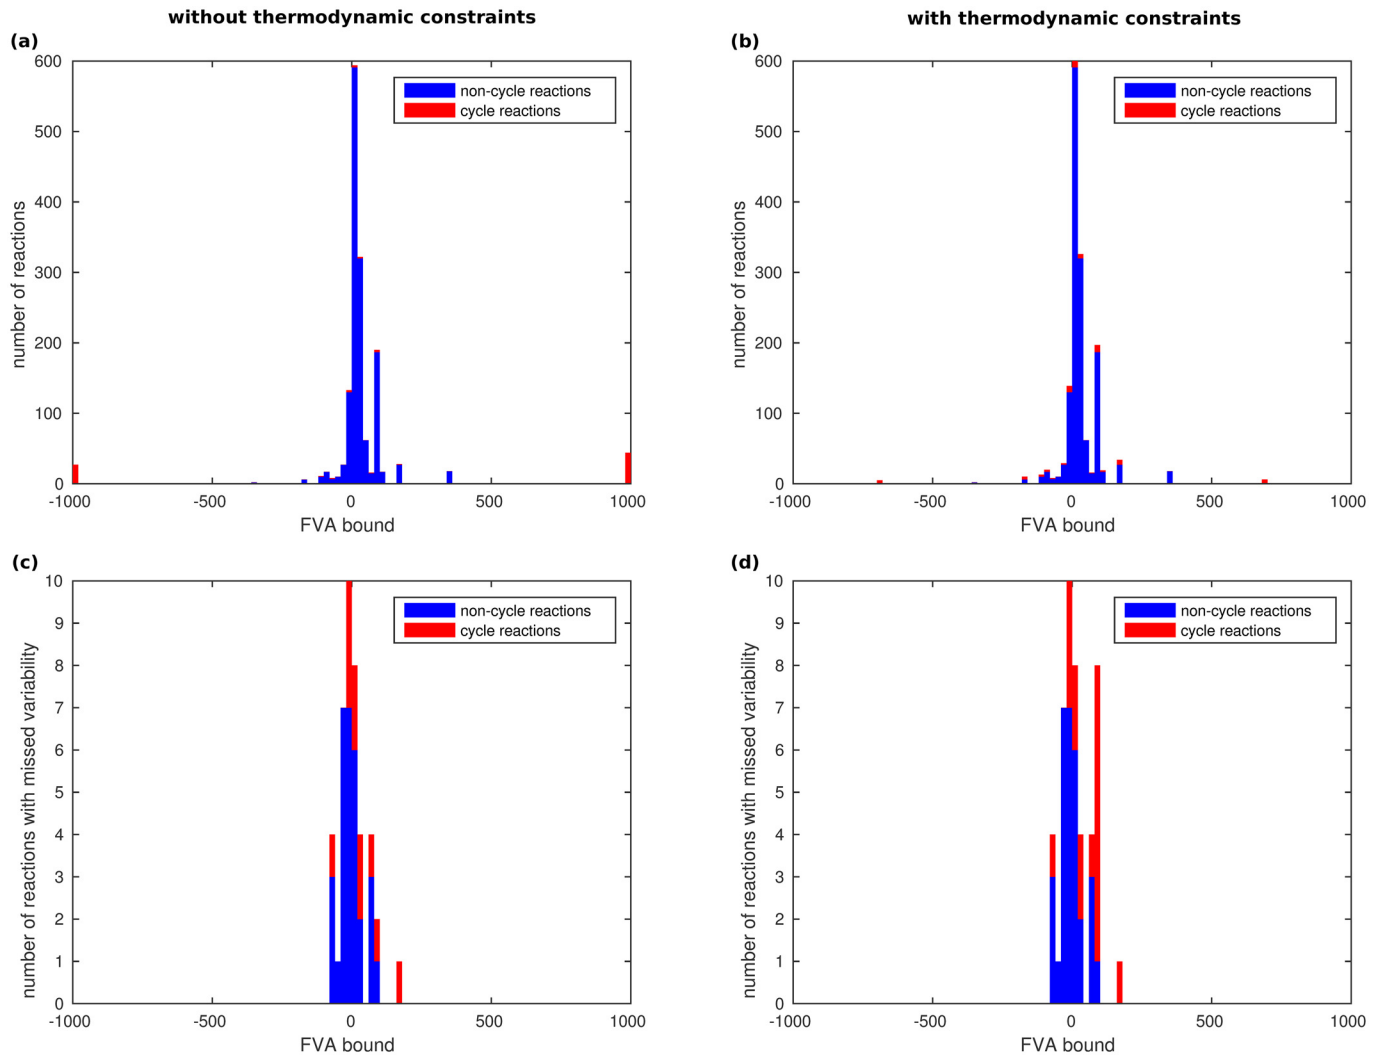 without thermodynamic constraints
with thermodynamic constraints
(a)
600
500
400
300
200
100
0
number of reactions
non-cycle reactions
cycle reactions
-1000
-500
0
500
1000
FVA bound
(b)
600
500
400
300
200
100
0
number of reactions
non-cycle reactions
cycle reactions
-1000
-500
0
500
1000
FVA bound
(c)
10
9
8
7
6
5
4
3
2
1
0
number of reactions with missed variability
non-cycle reactions
cycle reactions
-1000
-500
0
500
1000
FVA bound
(d)
10
9
8
7
6
5
4
3
2
1
0
number of reactions with missed variability
non-cycle reactions
cycle reactions
-1000
-500
0
500
1000
FVA bound